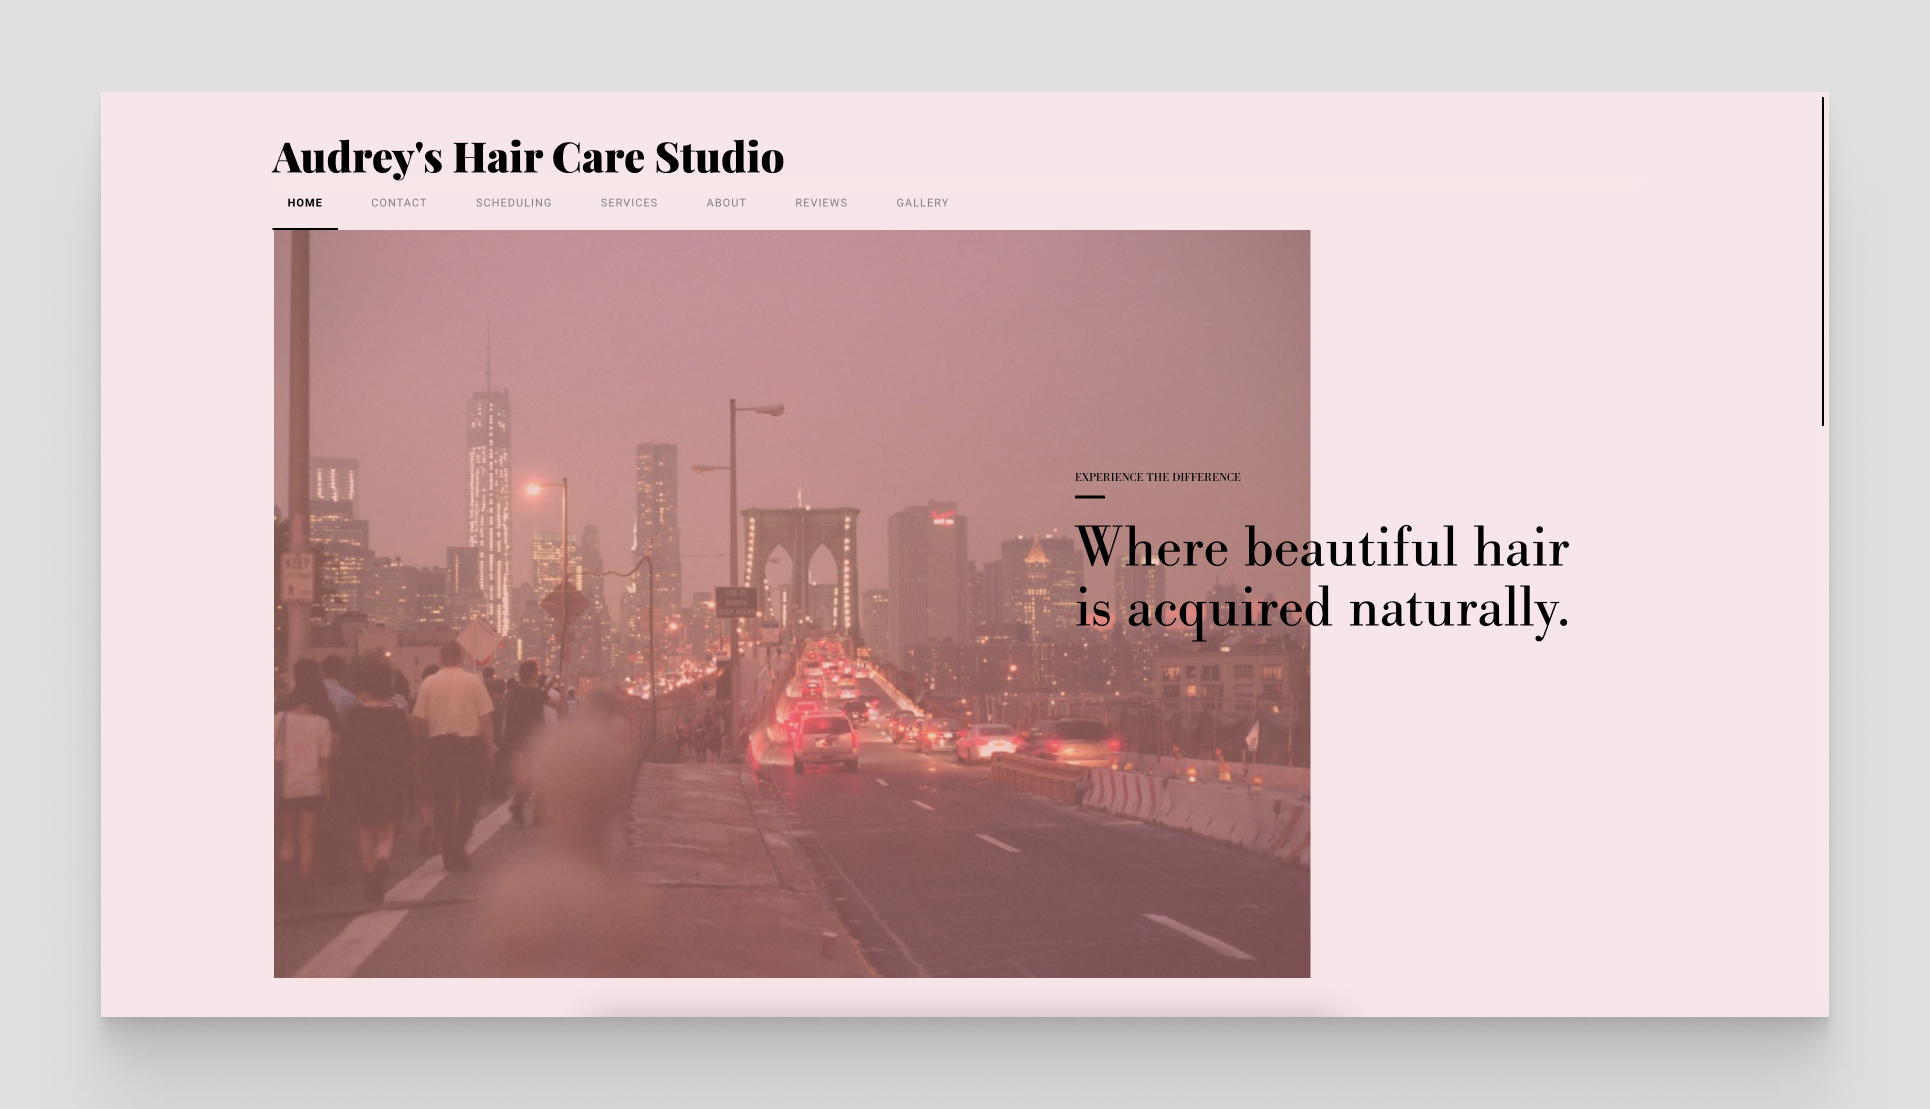 Audrey's Hair Care Studio
HOME CONTACT SCHEDULING SERVICES ABOUT REVIEWS GALLERY
EXPERIENCE THE DIFFERENCE
Where beautiful hair
is acquired naturally.
KEEP